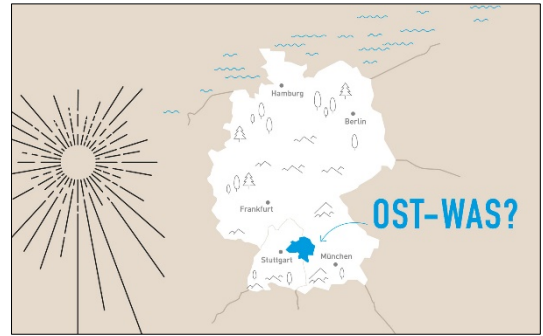 Hamburg
Berlin
Frankfurt
OST-WAS?
Stuttgart
München